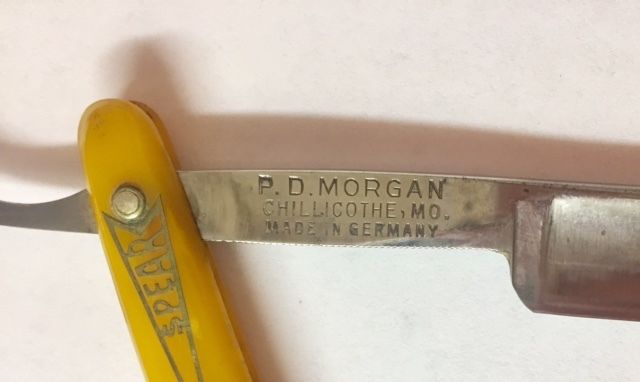 P.D.MORGAN
CHILLICOTHE, MO.
MADE IN GERMANY
SPEAR